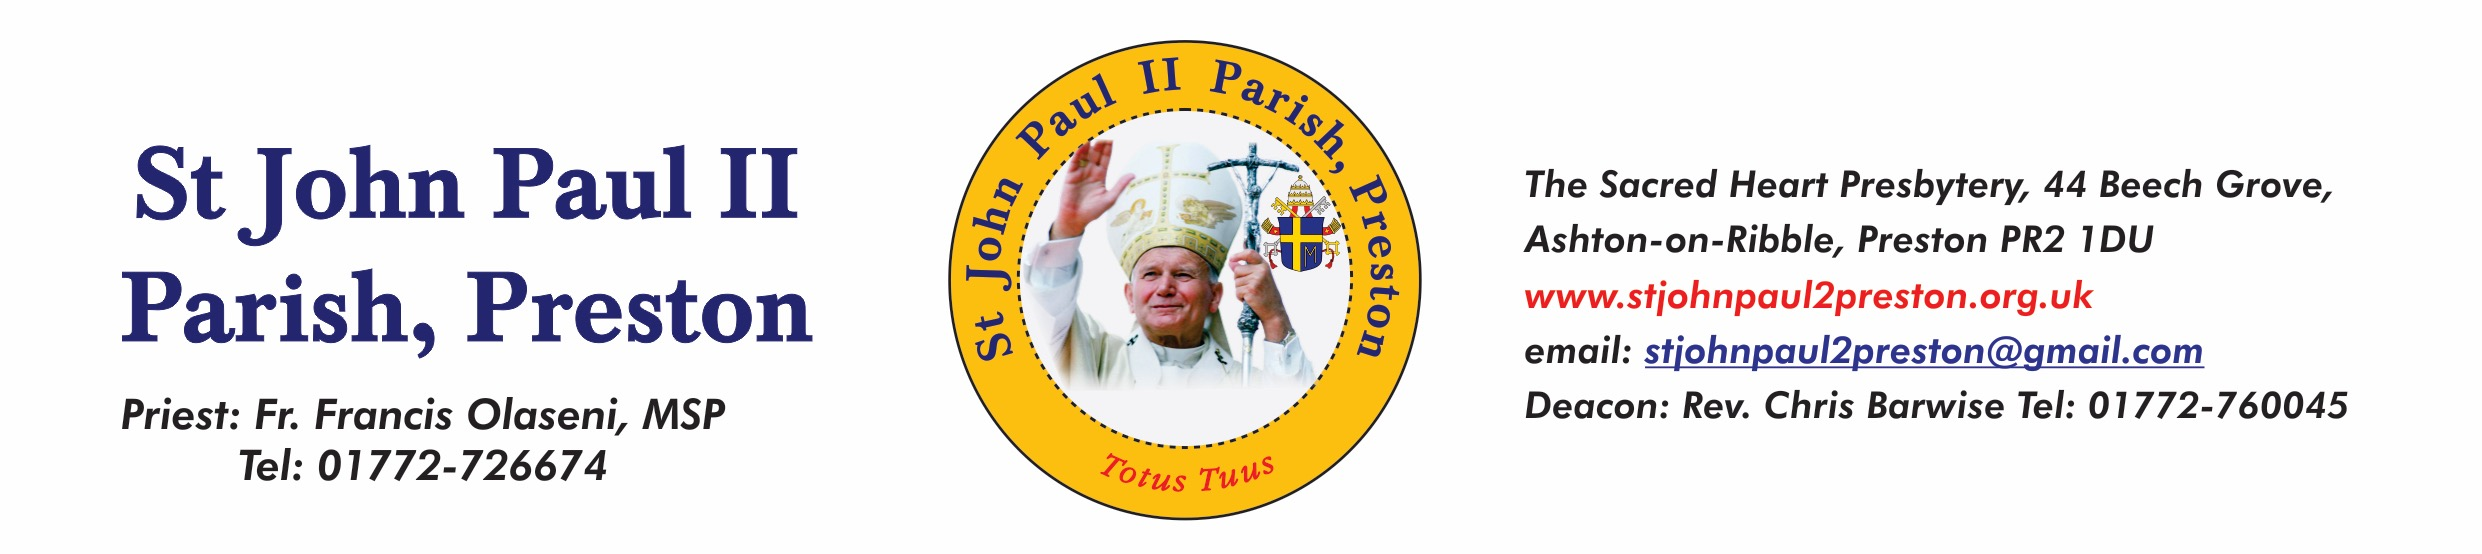 St John Paul II
Parish, Preston
Priest: Fr. Francis Olaseni, MSP
Tel: 01772-726674
St John Paul II Parish, Preston
M
Totus Tuus
The Sacred Heart Presbytery, 44 Beech Grove,
Ashton-on-Ribble, Preston PR2 1DU
www.stjohnpaul2preston.org.uk
email: stjohnpaul2preston@gmail.com
Deacon: Rev. Chris Barwise Tel: 01772-760045